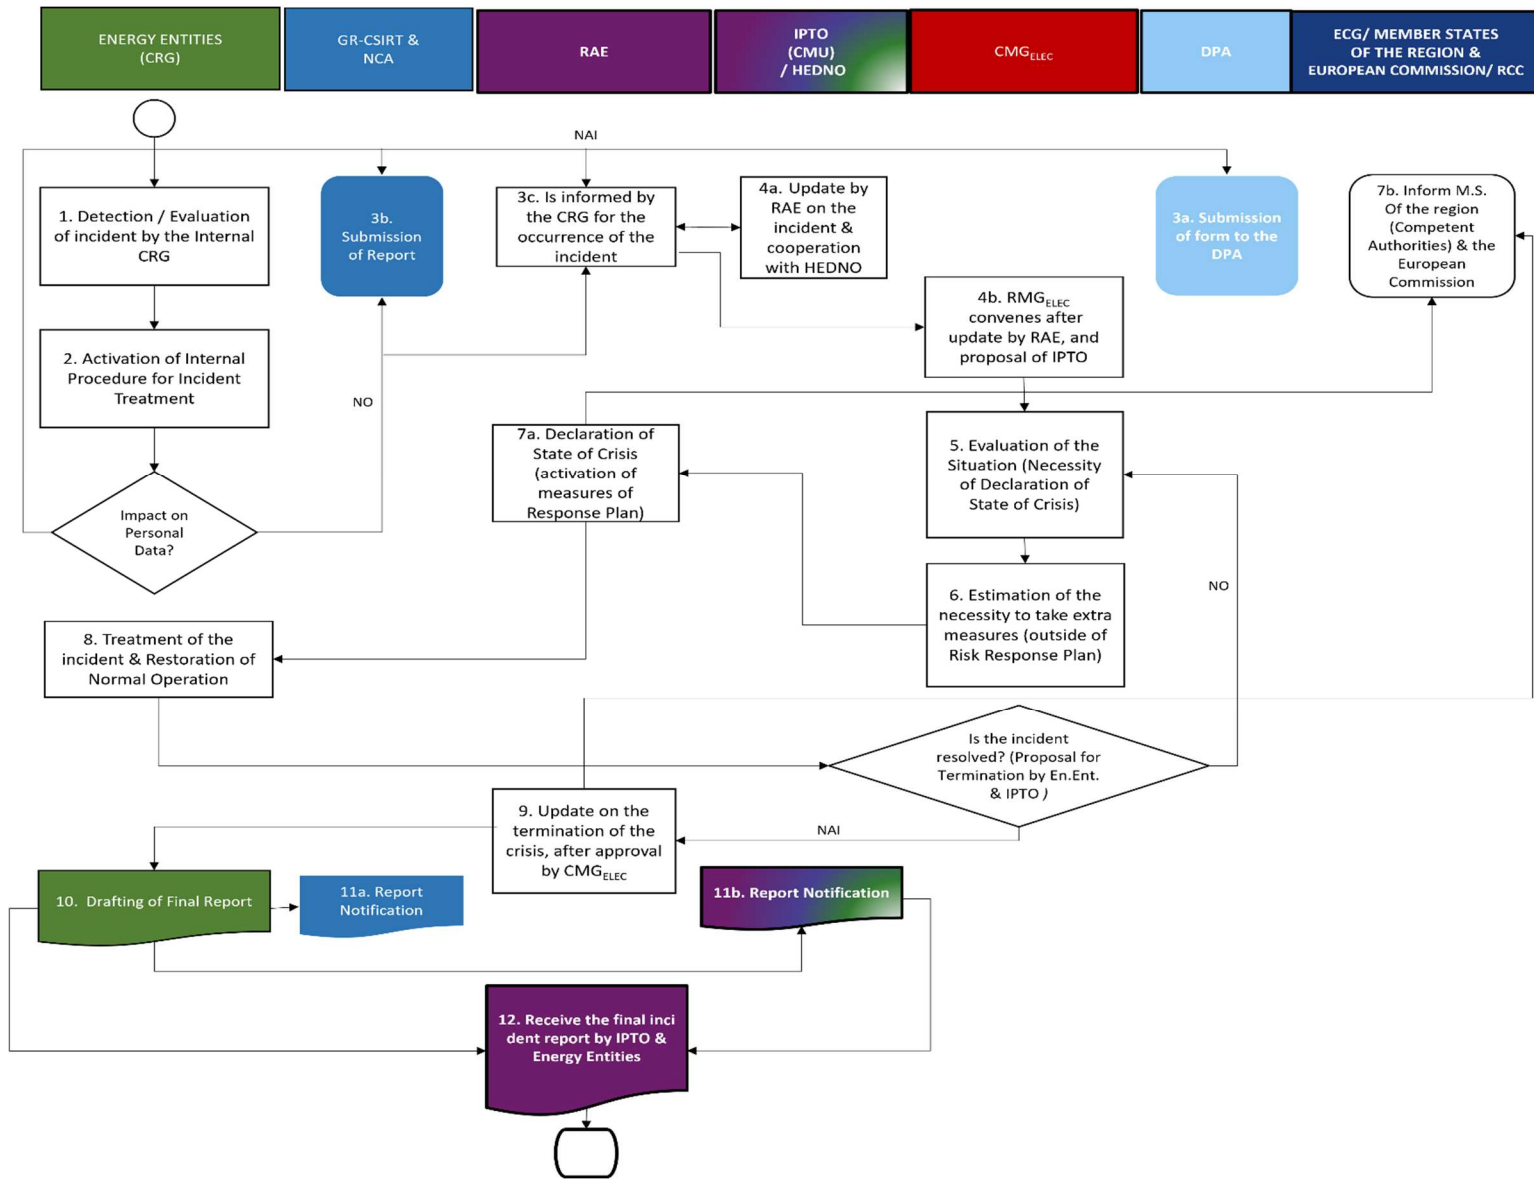 ENERGY ENTITIES
(CRG)
GR-CSIRT &
NCA
RAE
IPTO
(CMU)
/ HEDNO
CMG_ELEC
DPA
ECG/ MEMBER STATES
OF THE REGION &
EUROPEAN COMMISSION/ RCC
NAI
1. Detection / Evaluation
of incident by the Internal
CRG
3b.
Submission
of Report
3c. Is informed by
the CRG for the
occurrence of the
incident
4a. Update by
RAE on the
incident &
cooperation
with HEDNO
3a. Submission
of form to the
DPA
7b. Inform M.S.
Of the region
(Competent
Authorities) & the
European
Commission
4b. RMG_ELEC
convenes after
update by RAE, and
proposal of IPTO
2. Activation of Internal
Procedure for Incident
Treatment
NO
7a. Declaration of
State of Crisis
(activation of
measures of
Response Plan)
5. Evaluation of the
Situation (Necessity
of Declaration of
State of Crisis)
Impact on
Personal
Data?
6. Estimation of the
necessity to take extra
measures (outside of
Risk Response Plan)
NO
8. Treatment of the
incident & Restoration of
Normal Operation
Is the incident
resolved? (Proposal for
Termination by En.Ent.
& IPTO )
9. Update on the
termination of the
crisis, after approval
by CMG_ELEC
NAI
10. Drafting of Final Report
11a. Report
Notification
11b. Report Notification
12. Receive the final inci
dent report by IPTO &
Energy Entities